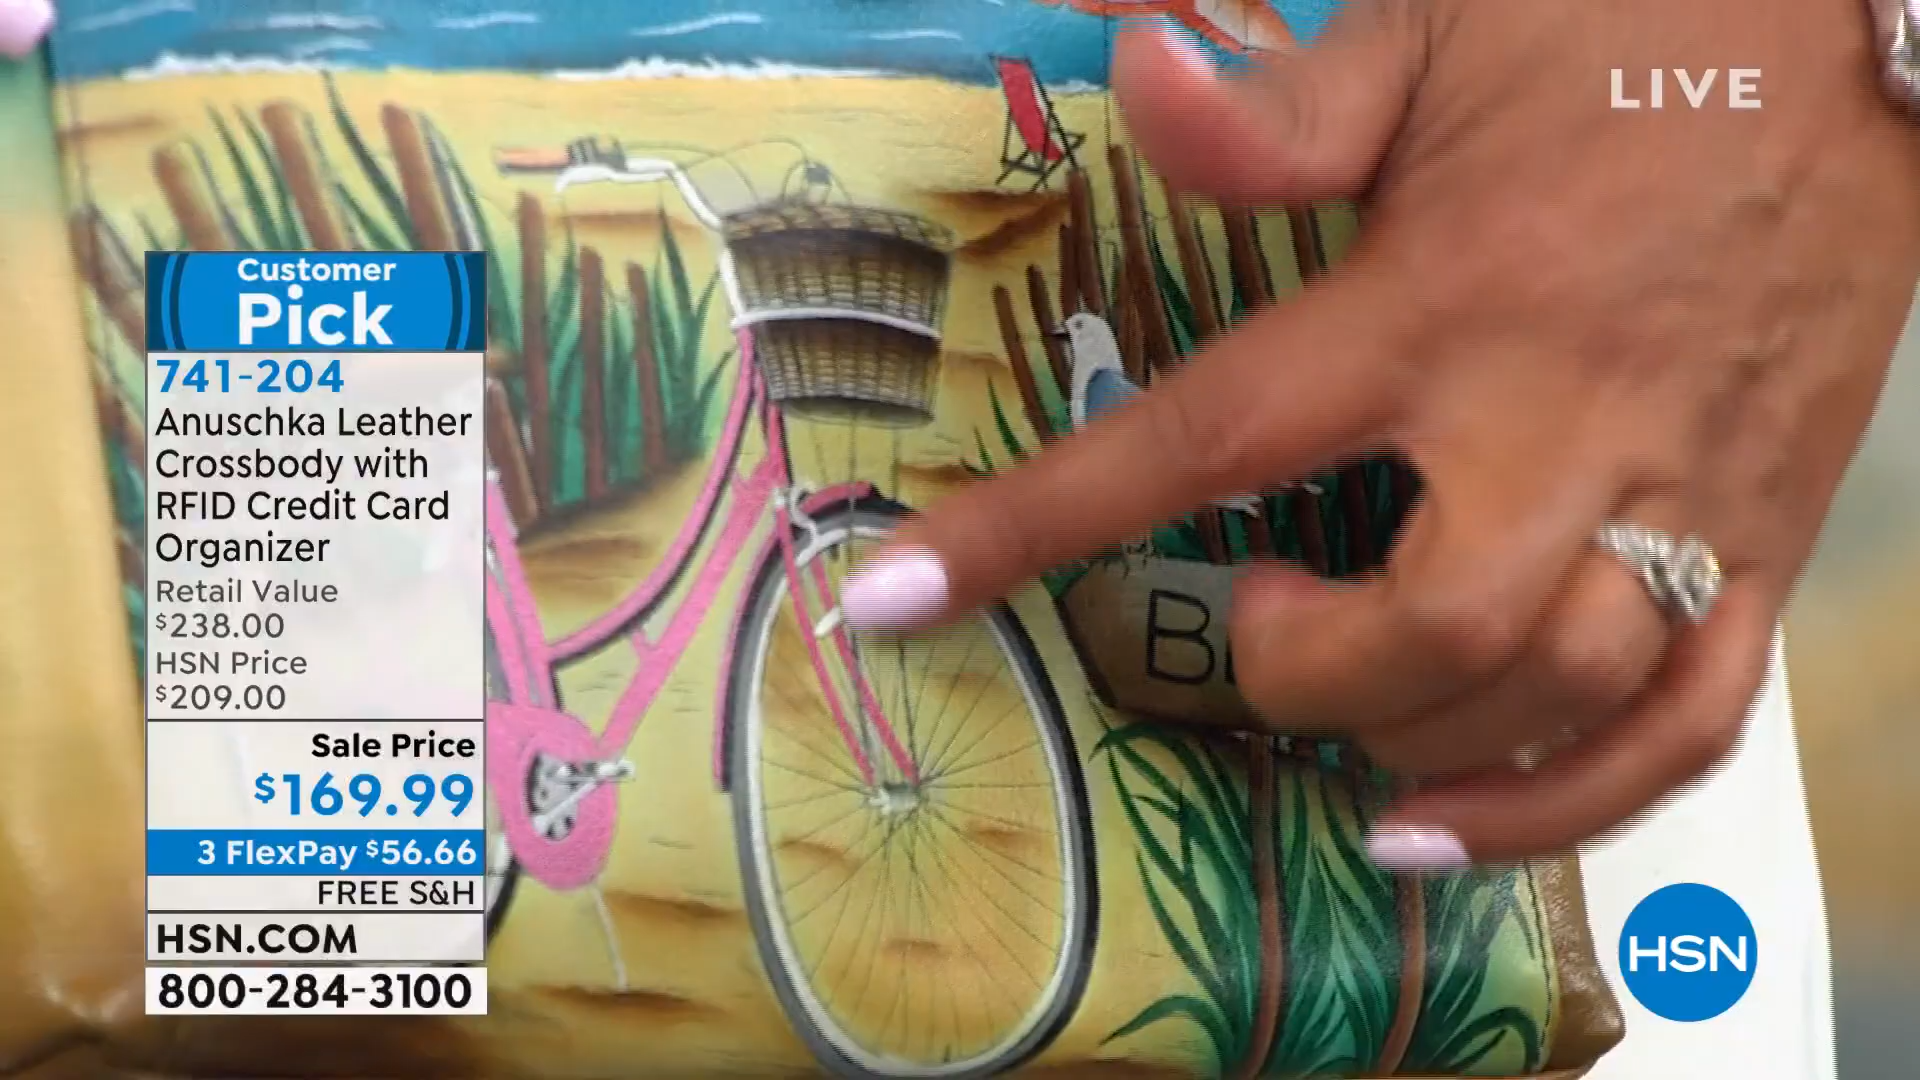 LIVE
Customer
Pick
741-204
Anuschka Leather
Crossbody with
RFID Credit Card
Organizer
Retail Value
$238.00
HSN Price
$209.00
Sale Price
$169.99
3 FlexPay $56.66
FREE S&H
HSN.COM
800-284-3100
HSN